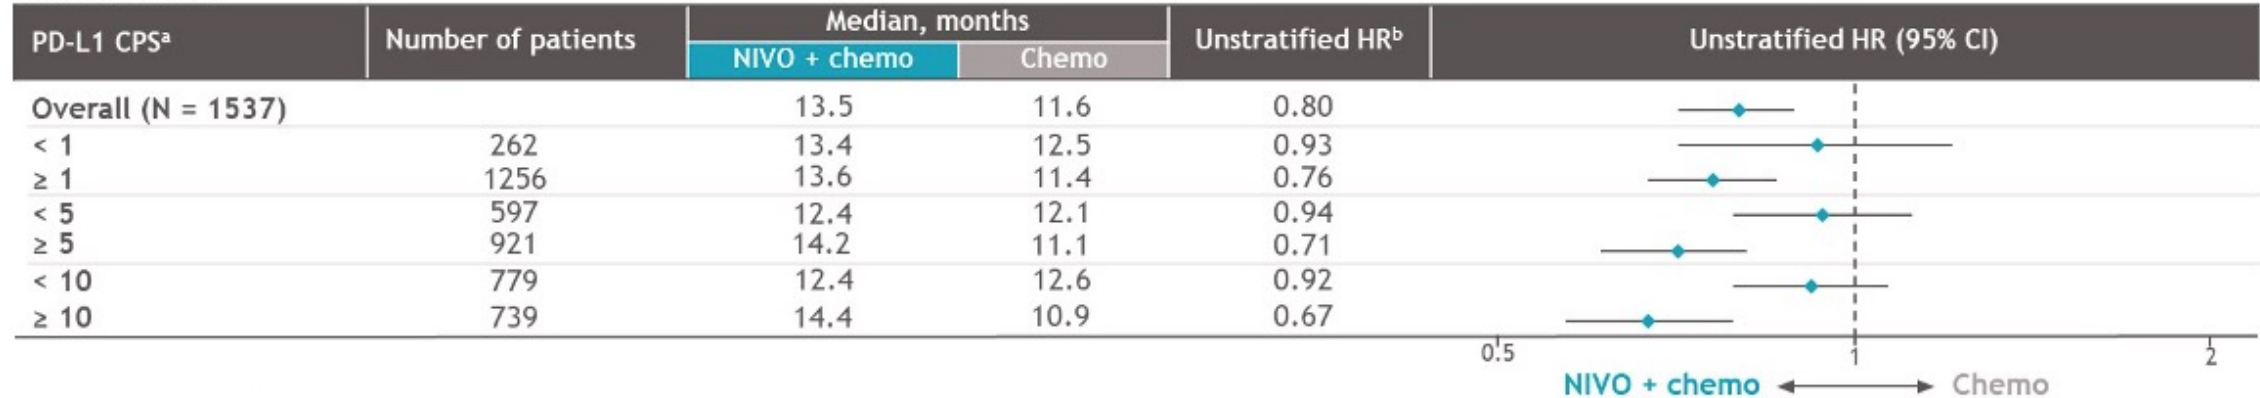 PD-L1 CPSᵃ Number of patients Median, months Unstratified HRᵇ Unstratified HR (95% CI)
NIVO + chemo Chemo
Overall (N = 1537) 13.5 11.6 0.80
< 1 262 13.4 12.5 0.93
≥ 1 1256 13.6 11.4 0.76
< 5 597 12.4 12.1 0.94
≥ 5 921 14.2 11.1 0.71
< 10 779 12.4 12.6 0.92
≥ 10 739 14.4 10.9 0.67
0.5 1 2
NIVO + chemo Chemo